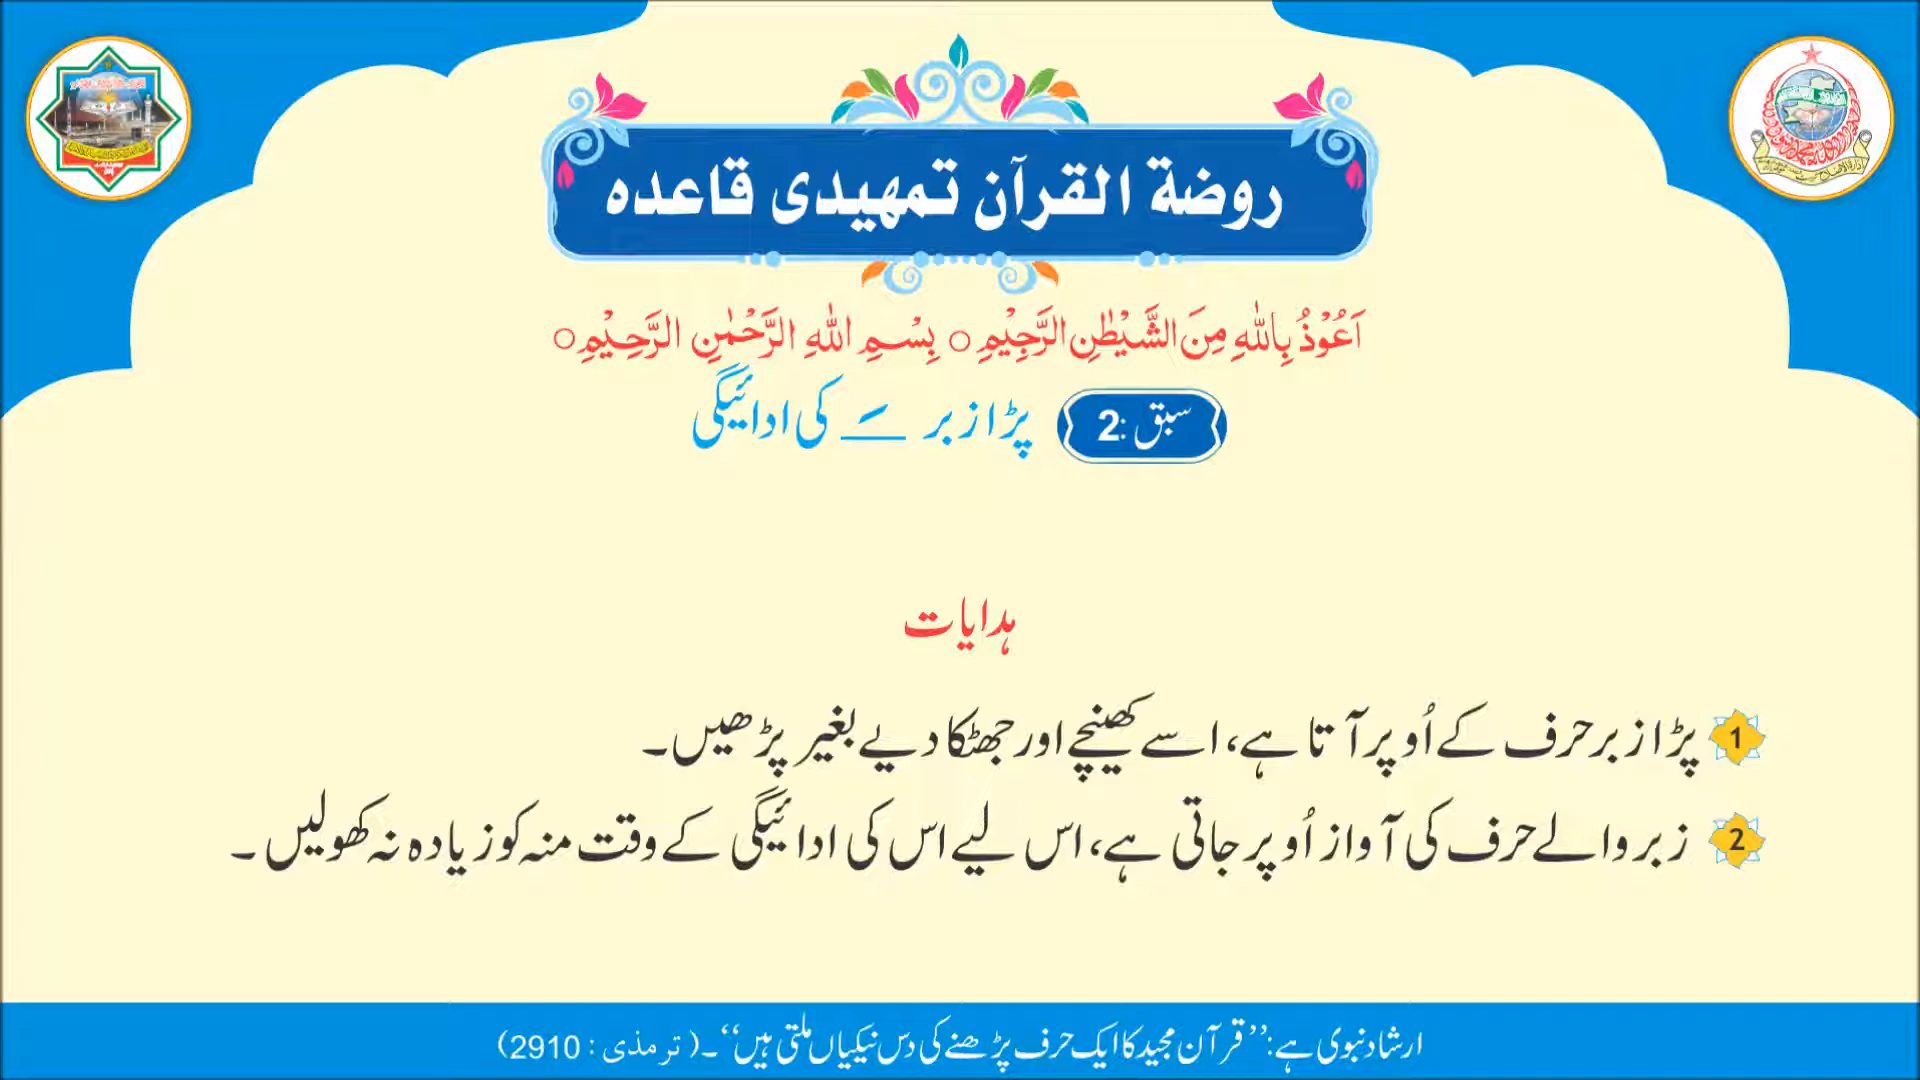 روضة القرآن تمهیدی قاعدہ
اَعُوْذُ بِاللّٰهِ مِنَ الشَّيْطٰنِ الرَّجِيْمِ ○ بِسْمِ اللّٰهِ الرَّحْمٰنِ الرَّحِيْمِ ○
سبق :2 پڑا زبر ـَ کی ادائیگی
ہدایات
1 پڑا زبر حرف کے اُوپر آتا ہے، اسے کھینچے اور جھٹکا دیے بغیر پڑھیں۔
2 زبر والے حرف کی آواز اُوپر جاتی ہے، اس لیے اس کی ادائیگی کے وقت منہ کو زیادہ نہ کھولیں۔
ارشاد نبوی ہے: ’’قرآن مجید کا ایک حرف پڑھنے کی دس نیکیاں ملتی ہیں‘‘۔ (ترمذی : 2910)